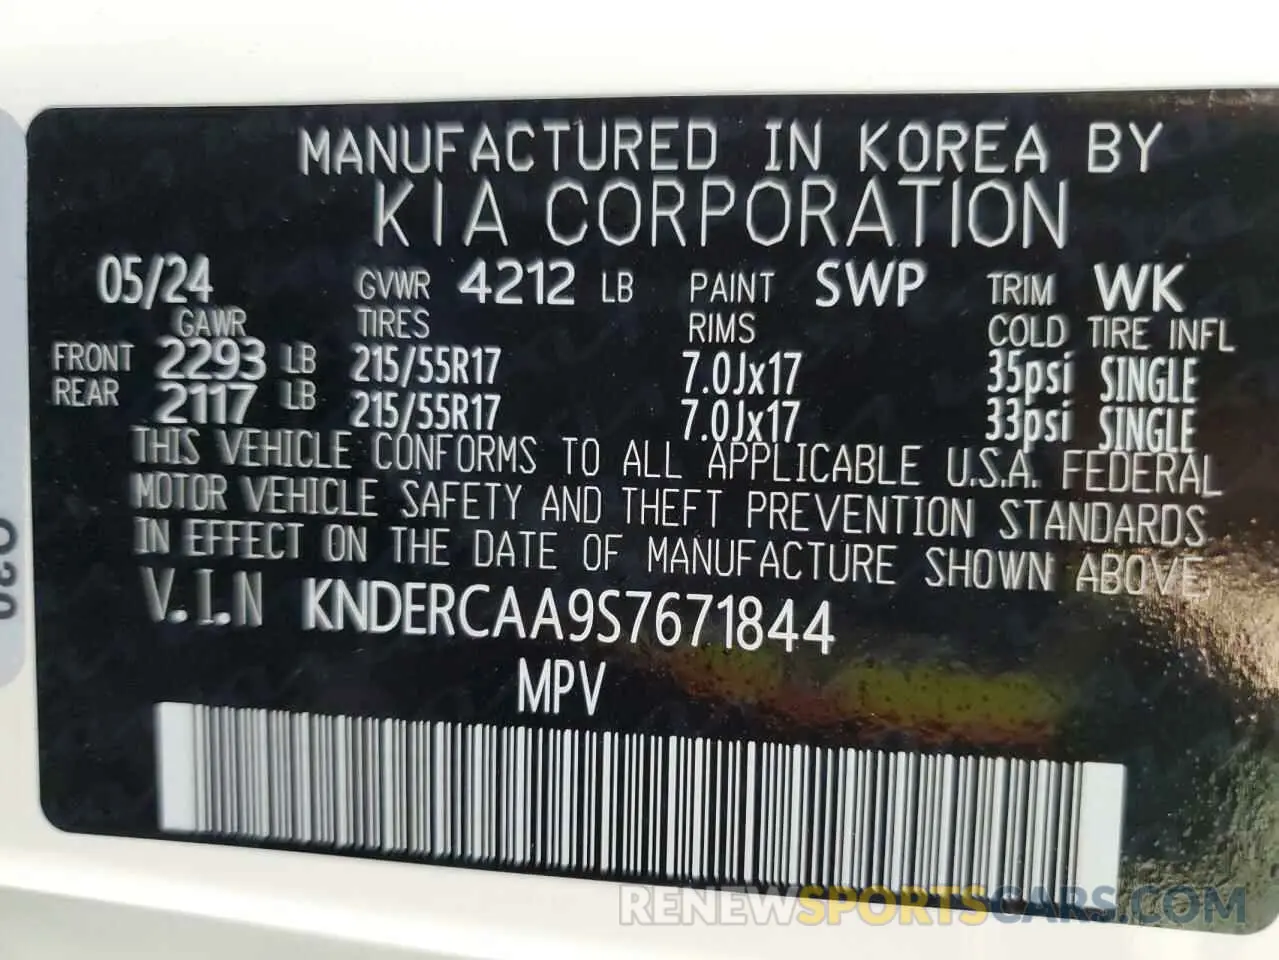 MANUFACTURED IN KOREA BY
KIA CORPORATION
05/24 GVWR 4212 LB PAINT SWP TRIM WK
GAWR TIRES RIMS COLD TIRE INFL
FRONT 2293 LB 215/55R17 7.0Jx17 35psi SINGLE
REAR 2117 LB 215/55R17 7.0Jx17 33psi SINGLE
THIS VEHICLE CONFORMS TO ALL APPLICABLE U.S.A. FEDERAL
MOTOR VEHICLE SAFETY AND THEFT PREVENTION STANDARDS
IN EFFECT ON THE DATE OF MANUFACTURE SHOWN ABOVE.
V.I.N KNDERCAA9S7671844
MPV
RENEWSPORTSCARS.COM